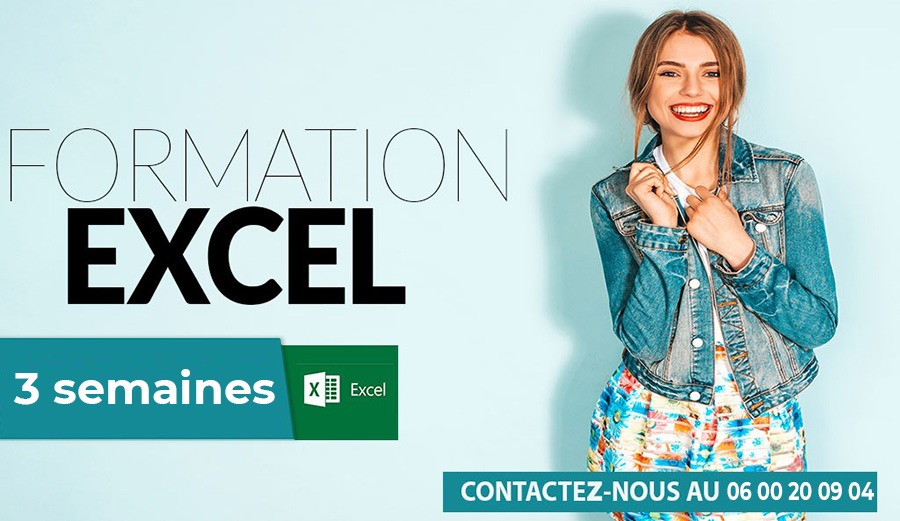 FORMATION
EXCEL
3 semaines
X Excel
CONTACTEZ-NOUS AU 06 00 20 09 04